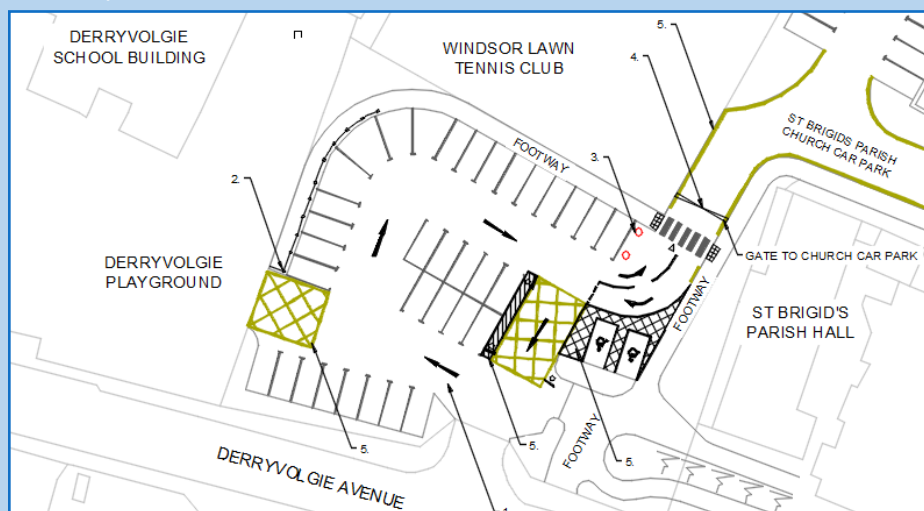 DERRYVOLGIE
SCHOOL BUILDING
WINDSOR LAWN
TENNIS CLUB
5.
4.
3.
FOOTWAY
ST BRIGIDS PARISH
CHURCH CAR PARK
2.
DERRYVOLGIE
PLAYGROUND
GATE TO CHURCH CAR PARK
FOOTWAY
ST BRIGID'S
PARISH HALL
5.
5.
5.
FOOTWAY
DERRYVOLGIE AVENUE